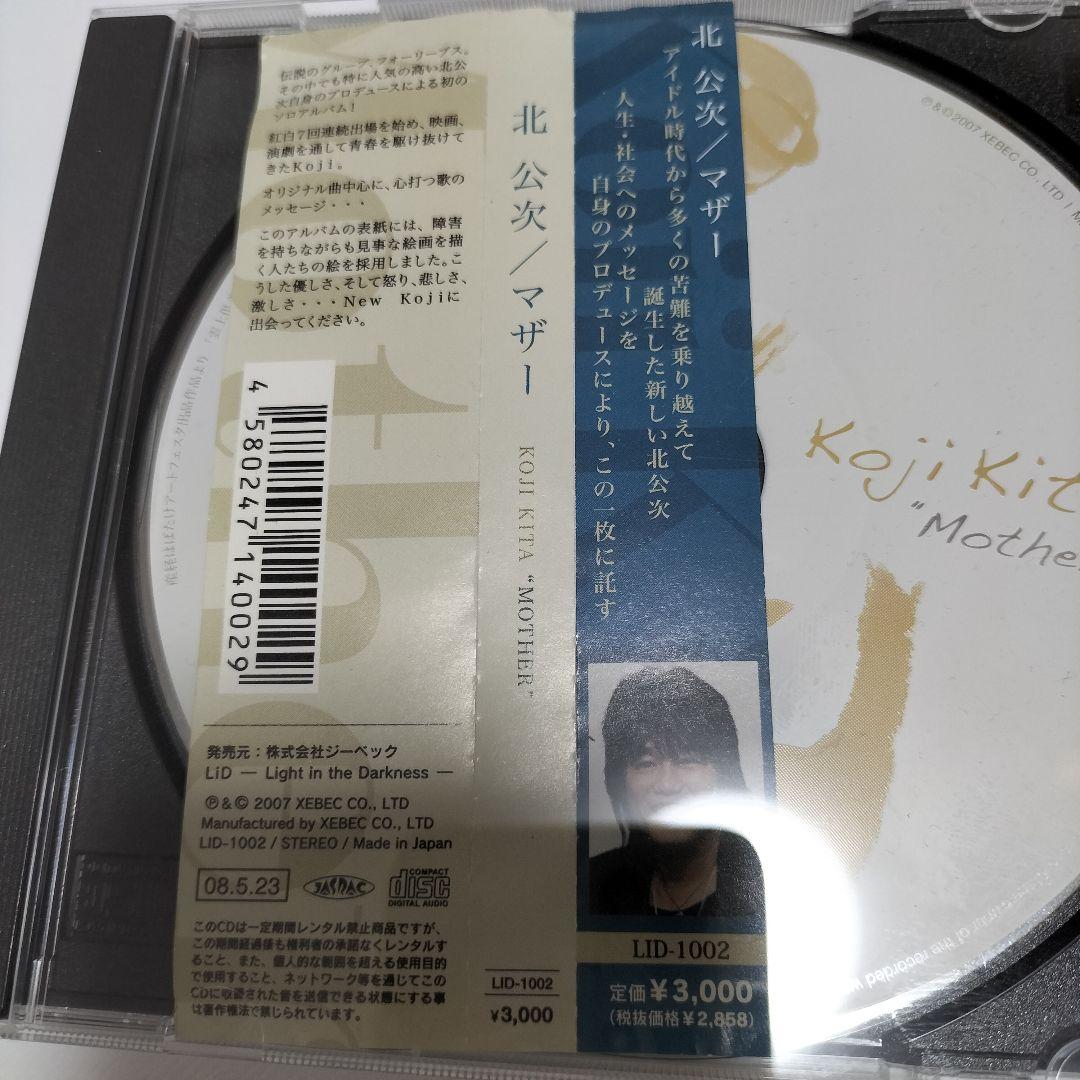 伝説のグループ、フォーリーブス。
その中でも特に人気の高い北公
次自身のプロデュースによる初の
ソロアルバム!
紅白7回連続出場を始め、映画、
演劇を通して青春を駆け抜けて
きたKoji。
オリジナル曲中心に、心打つ歌の
メッセージ・・・
このアルバムの表紙には、障害
を持ちながらも見事な絵画を描
く人たちの絵を採用しました。こ
うした優しさ、そして怒り、悲しさ、
激しさ・・・New Kojiに
出会ってください。
4 580247 140029
発売元:株式会社ジーベック
LiD — Light in the Darkness —
℗&© 2007 XEBEC CO., LTD
Manufactured by XEBEC CO., LTD
LID-1002 / STEREO / Made in Japan
08.5.23
JASRAC
COMPACT
disc
DIGITAL AUDIO
このCDは一定期間レンタル禁止商品ですが、
この期間経過後も権利者の承諾なくレンタルす
ること、また、個人的な範囲を超える使用目的
で使用すること、ネットワーク等を通じてこの
CDに収録された音を送信できる状態にする事
は著作権法で禁じられています。
北 公次/マザー
KOJI KITA "MOTHER"
LID-1002
¥3,000
北 公次/マザー
アイドル時代から多くの苦難を乗り越えて
誕生した新しい北公次
人生・社会へのメッセージを
自身のプロデュースにより、この一枚に託す
LID-1002
定価¥3,000
(税抜価格¥2,858)
℗&©2007 XEBEC CO., LTD
Koji Kit
"Mothe
of the recorded